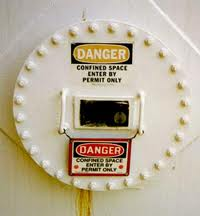 DANGER
CONFINED SPACE
ENTER BY
PERMIT ONLY
DANGER
CONFINED SPACE
ENTER BY
PERMIT ONLY